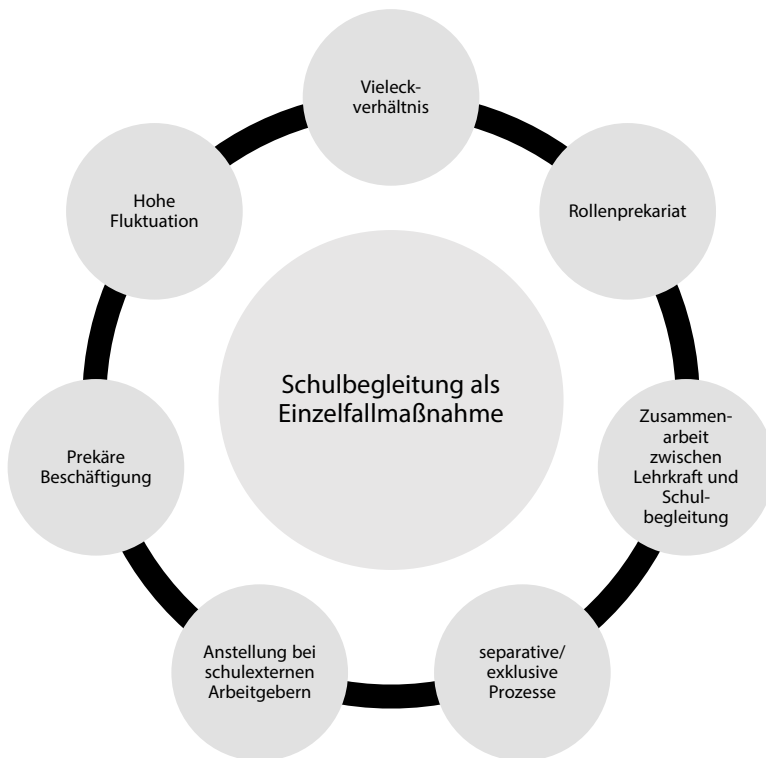 Vieleck-
verhältnis
Rollenprekariat
Zusammen-
arbeit
zwischen
Lehrkraft und
Schul-
begleitung
separative/
exklusive
Prozesse
Anstellung bei
schulexternen
Arbeitgebern
Prekäre
Beschäftigung
Hohe
Fluktuation
Schulbegleitung als
Einzelfallmaßnahme